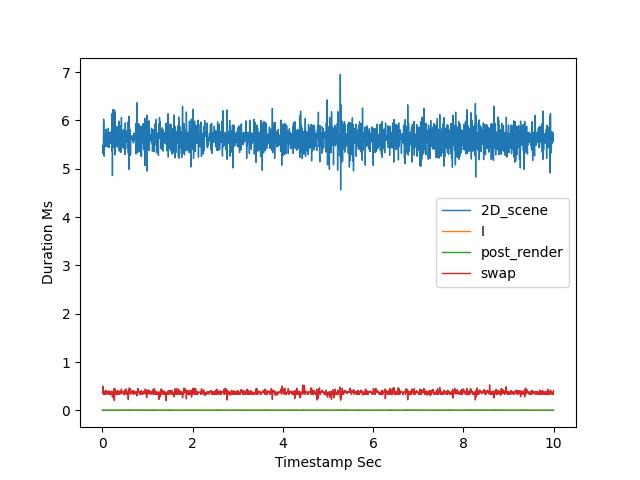 7
6
5
4
3
2
1
0
Duration Ms
2D_scene
I
post_render
swap
0 2 4 6 8 10
Timestamp Sec